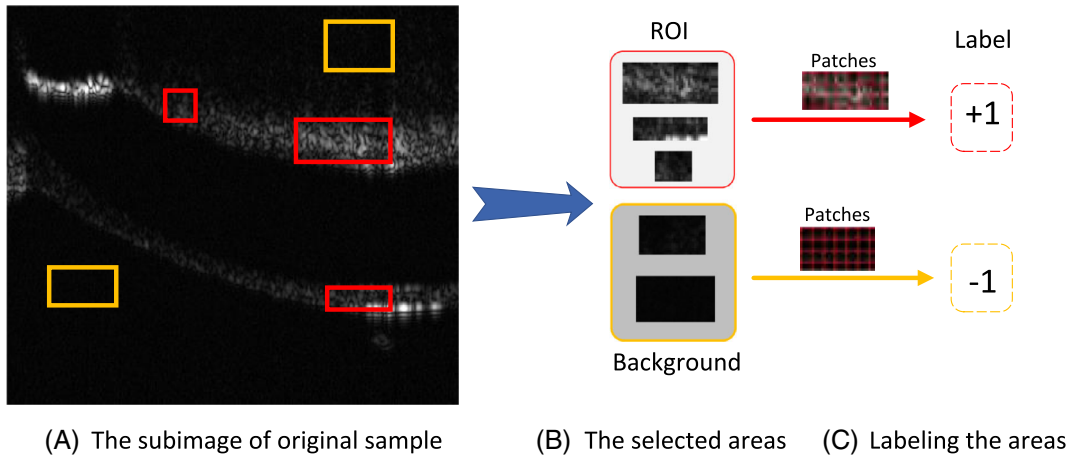 ROI
Label
Patches
+1
Patches
-1
Background
(A) The subimage of original sample
(B) The selected areas
(C) Labeling the areas